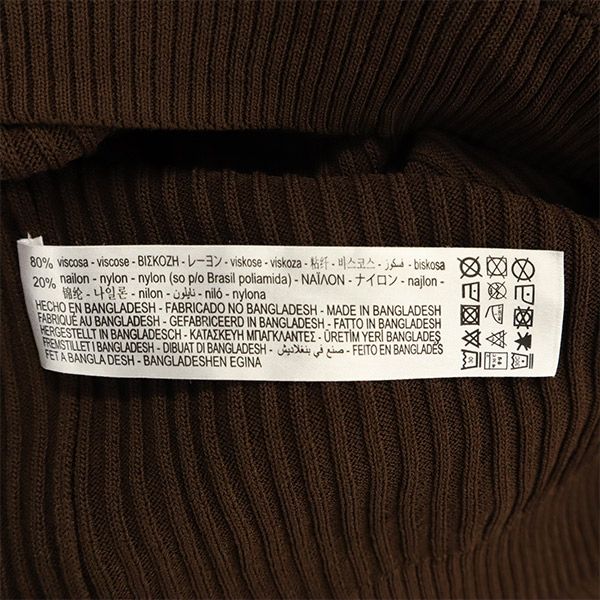 80% viscosa - viscose - ΒΙΣΚΟΖΗ - レーヨン - viskose - viskoza - 粘纤 - 비스코스 - فسكوز - biskosa
20% nailon - nylon - nylon (so p/o Brasil poliamida) - ΝΑΪΛΟΝ - ナイロン - najlon -
锦纶 - 나일론 - nilon - نايلون - niló - nylona
HECHO EN BANGLADESH - FABRICADO NO BANGLADESH - MADE IN BANGLADESH
FABRIQUÉ AU BANGLADESH - GEFABRICEERD IN BANGLADESH - FATTO IN BANGLADESH
HERGESTELLT IN BANGLADESCH - ΚΑΤΑΣΚΕΥΗ ΜΠΑΓΚΛΑΝΤΕΣ - ÜRETİM YERİ BANGLADEŞ
FREMSTILLET I BANGLADESH - DIBUAT DI BANGLADESH - صنع في بنغلاديش - FEITO EN BANGLADÉS
FET A BANGLA DESH - BANGLADESHEN EGINA